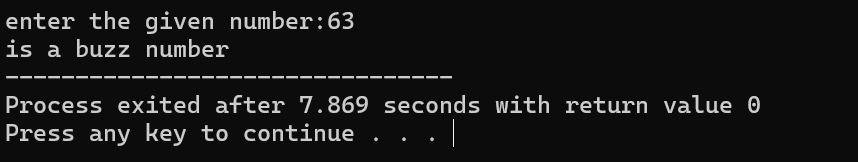 enter the given number:63
is a buzz number
--------------------------------
Process exited after 7.869 seconds with return value 0
Press any key to continue . . .